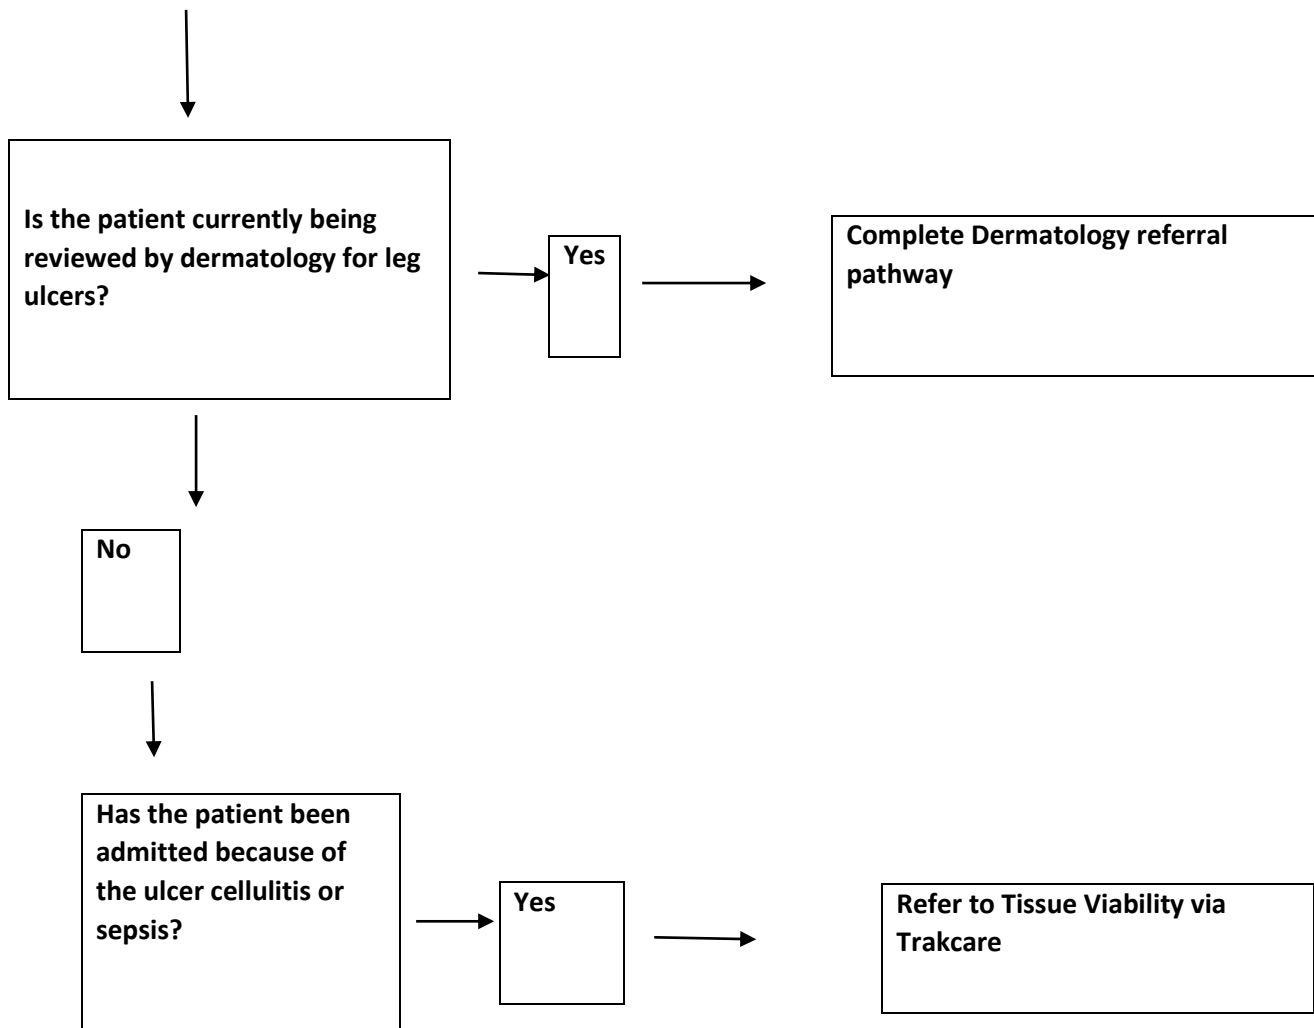 Is the patient currently being
reviewed by dermatology for leg
ulcers?
Yes
Complete Dermatology referral
pathway
No
Has the patient been
admitted because of
the ulcer cellulitis or
sepsis?
Yes
Refer to Tissue Viability via
Trakcare